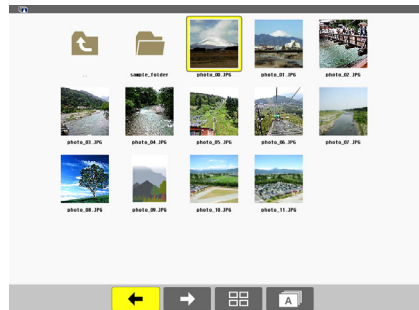 ..
sample_folder
photo_00.JPG
photo_01.JPG
photo_02.JPG
photo_03.JPG
photo_04.JPG
photo_05.JPG
photo_06.JPG
photo_07.JPG
photo_08.JPG
photo_09.JPG
photo_10.JPG
photo_11.JPG
A